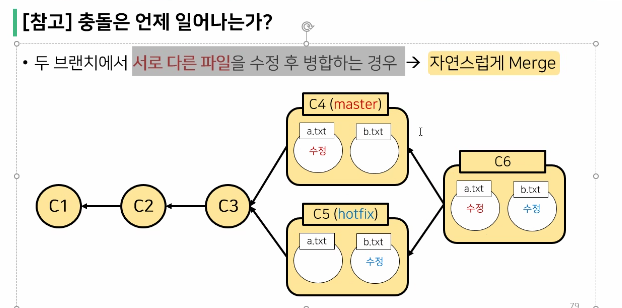 [참고] 충돌은 언제 일어나는가?
• 두 브랜치에서 서로 다른 파일을 수정 후 병합하는 경우 → 자연스럽게 Merge
C4 (master)
a.txt
b.txt
수정
C6
a.txt
b.txt
수정
수정
C1
C2
C3
C5 (hotfix)
a.txt
b.txt
수정
79